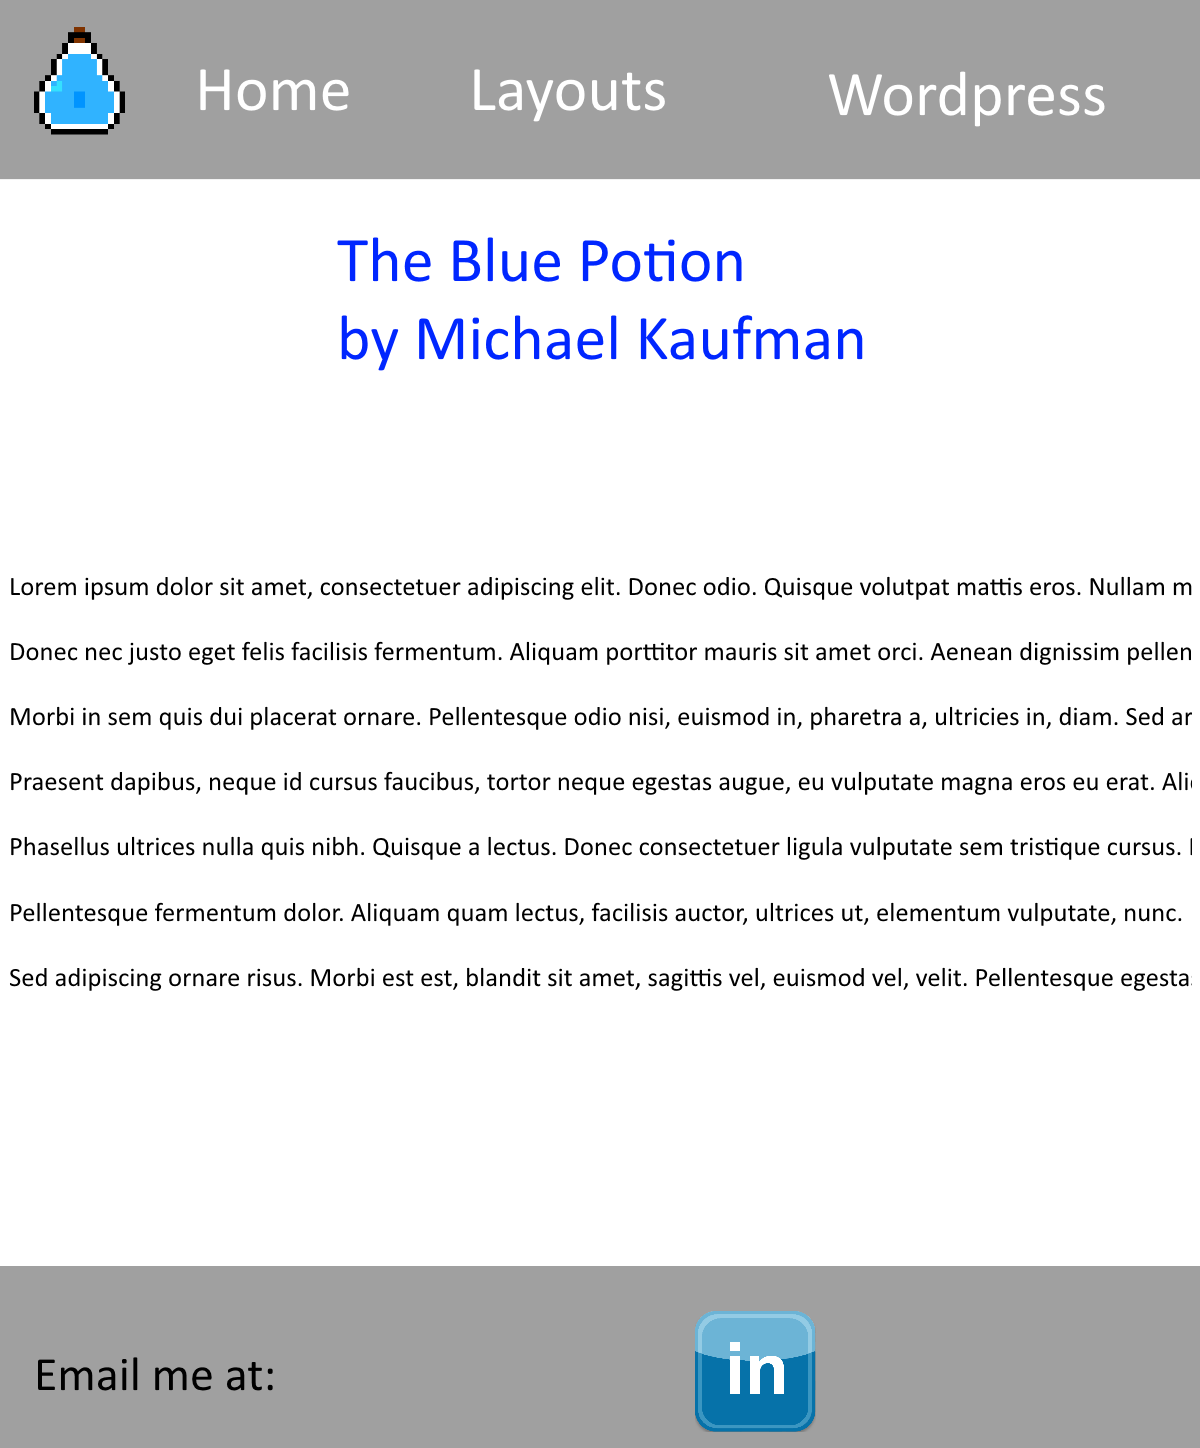 Home Layouts Wordpress
The Blue Potion
by Michael Kaufman
Lorem ipsum dolor sit amet, consectetuer adipiscing elit. Donec odio. Quisque volutpat mattis eros. Nullam
Donec nec justo eget felis facilisis fermentum. Aliquam porttitor mauris sit amet orci. Aenean dignissim
Morbi in sem quis dui placerat ornare. Pellentesque odio nisi, euismod in, pharetra a, ultricies in, diam. Sed
Praesent dapibus, neque id cursus faucibus, tortor neque egestas augue, eu vulputate magna eros eu erat.
Phasellus ultrices nulla quis nibh. Quisque a lectus. Donec consectetuer ligula vulputate sem tristique cursus.
Pellentesque fermentum dolor. Aliquam quam lectus, facilisis auctor, ultrices ut, elementum vulputate, nunc.
Sed adipiscing ornare risus. Morbi est est, blandit sit amet, sagittis vel, euismod vel, velit. Pellentesque
Email me at:
in